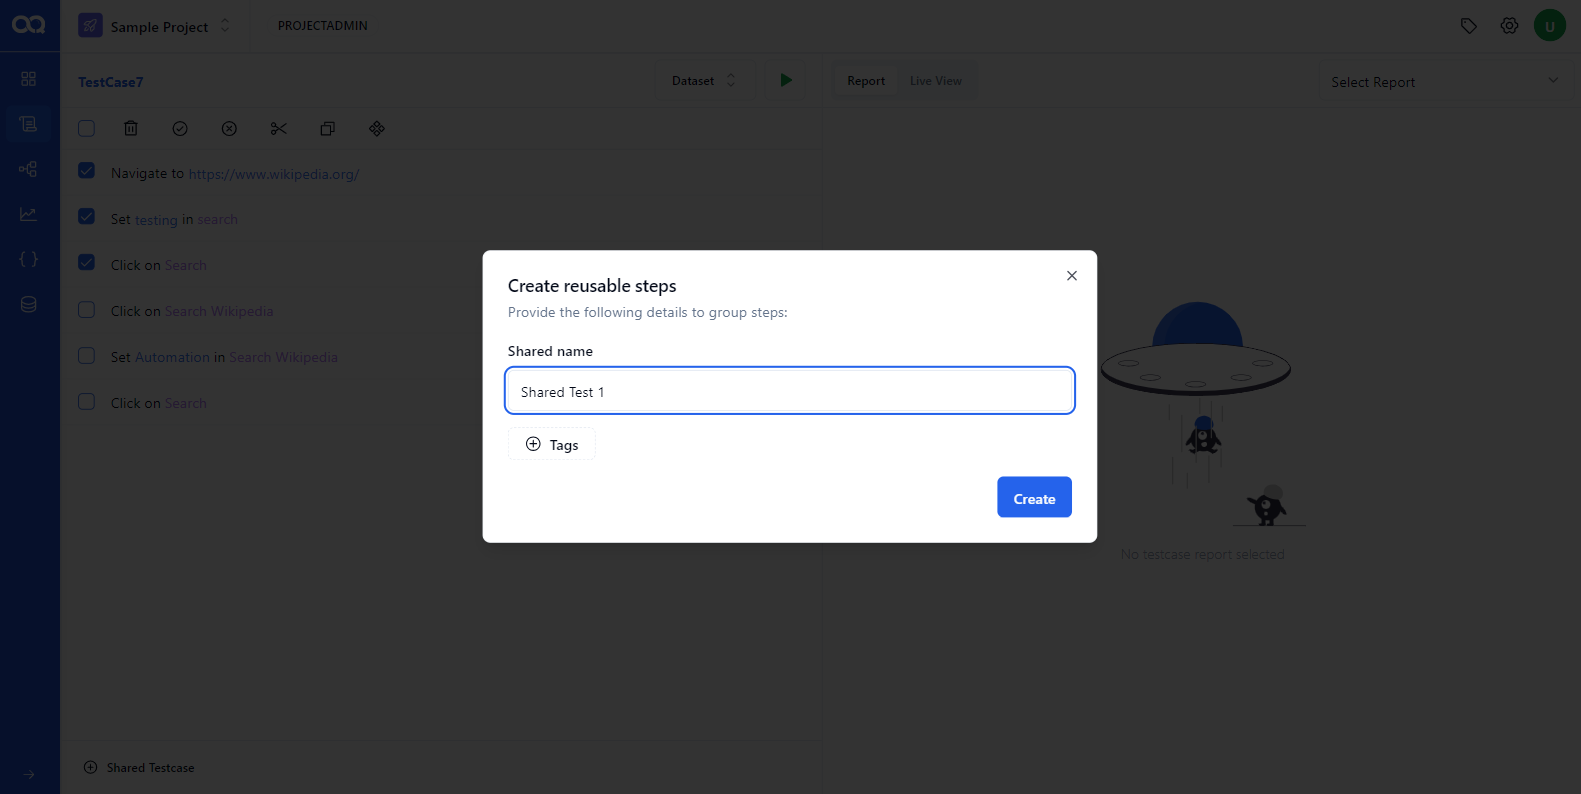 Sample Project
PROJECTADMIN
U
TestCase7
Dataset
Report
Live View
Select Report
Navigate to https://www.wikipedia.org/
Set testing in search
Click on Search
Click on Search Wikipedia
Set Automation in Search Wikipedia
Click on Search
Create reusable steps
Provide the following details to group steps:
Shared name
Shared Test 1
Tags
Create
No testcase report selected
Shared Testcase